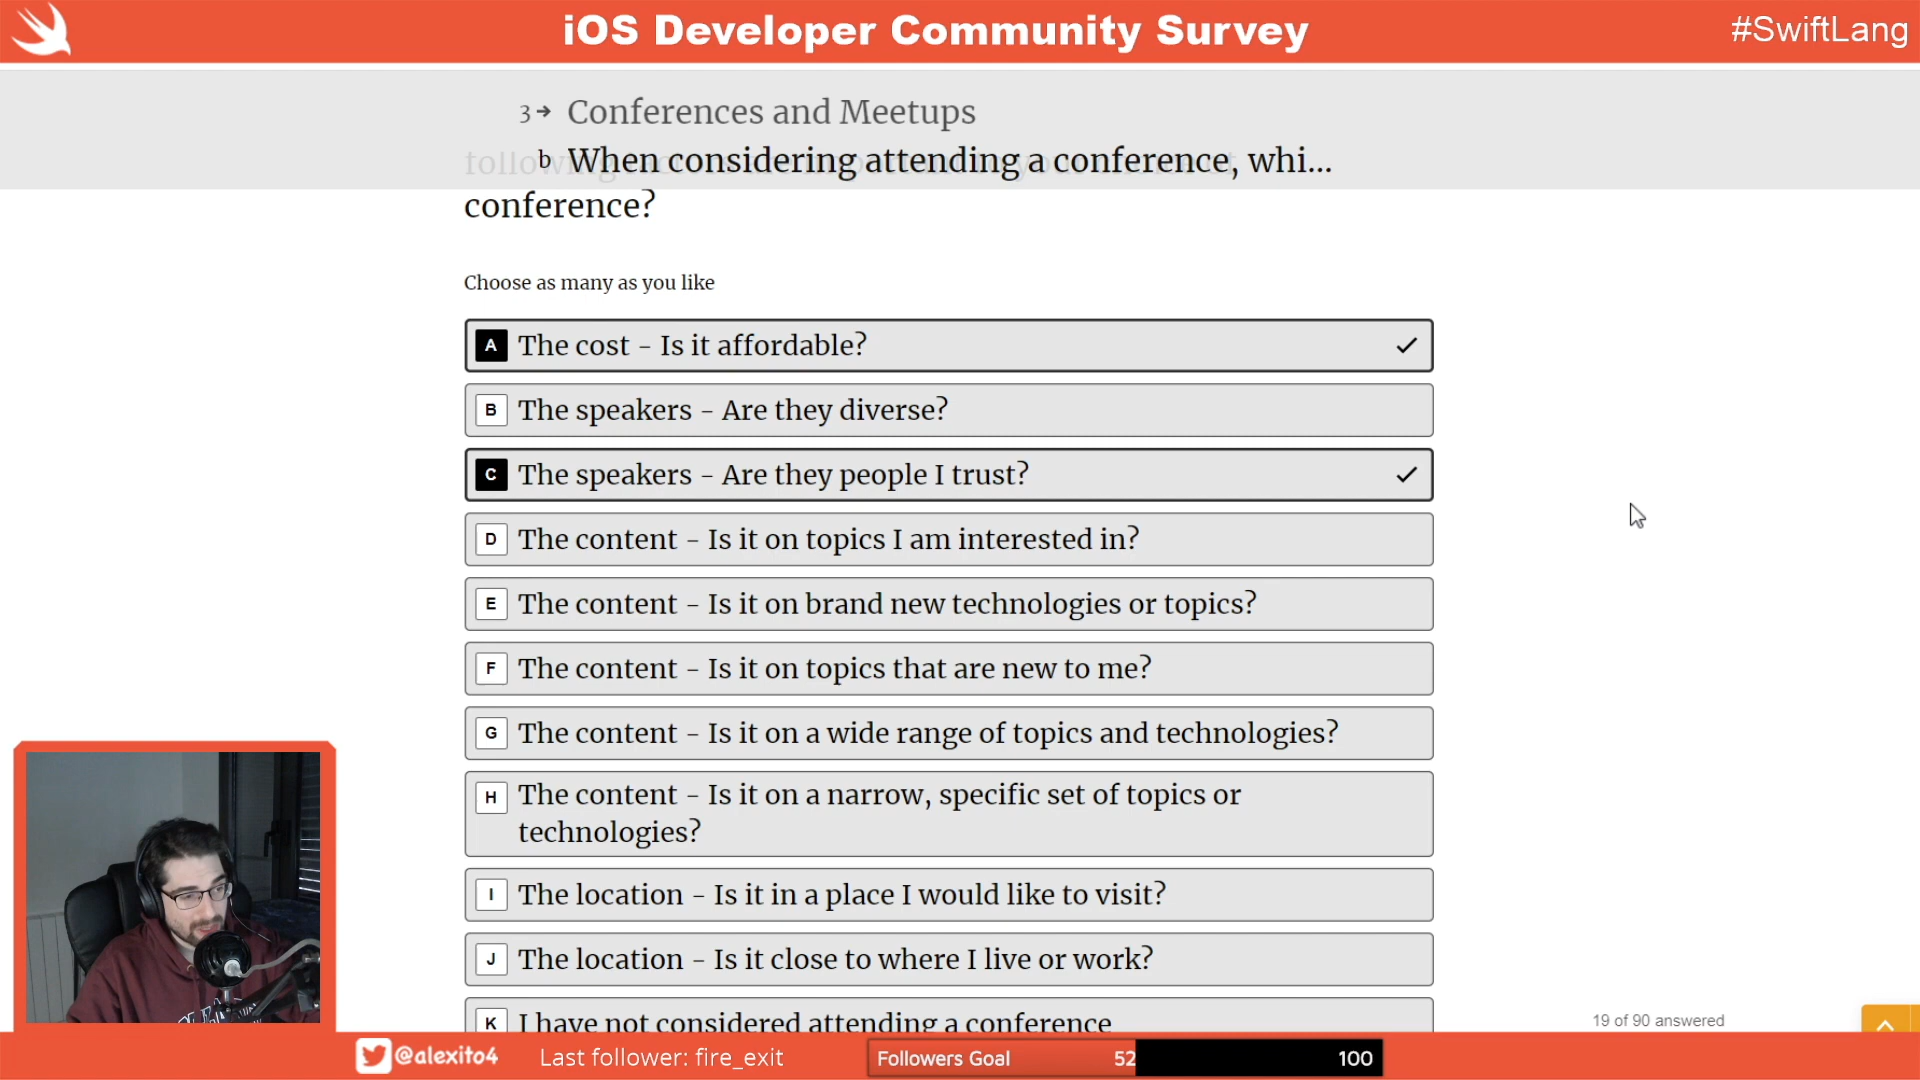 iOS Developer Community Survey
#SwiftLang
3 Conferences and Meetups
b When considering attending a conference, whi...
conference?
Choose as many as you like
A The cost - Is it affordable?
B The speakers - Are they diverse?
C The speakers - Are they people I trust?
D The content - Is it on topics I am interested in?
E The content - Is it on brand new technologies or topics?
F The content - Is it on topics that are new to me?
G The content - Is it on a wide range of topics and technologies?
H The content - Is it on a narrow, specific set of topics or
technologies?
I The location - Is it in a place I would like to visit?
J The location - Is it close to where I live or work?
K I have not considered attending a conference
19 of 90 answered
@alexito4
Last follower: fire_exit
Followers Goal 52 100